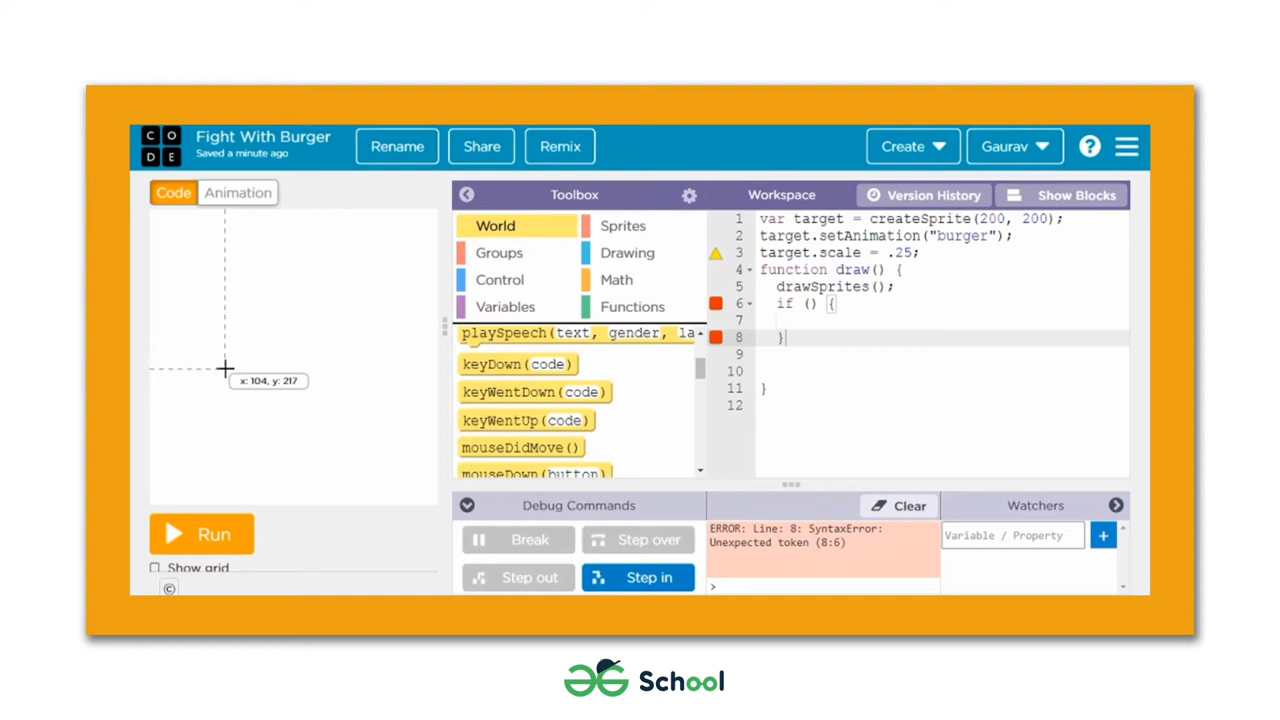 C O D E
Fight With Burger
Saved a minute ago
Rename
Share
Remix
Create
Gaurav
?
Code
Animation
x: 104, y: 217
Run
Show grid
©
Toolbox
World
Sprites
Groups
Drawing
Control
Math
Variables
Functions
playSpeech(text, gender, la
keyDown(code)
keyWentDown(code)
keyWentUp(code)
mouseDidMove()
mouseDown(button)
Workspace
Version History
Show Blocks
1 var target = createSprite(200, 200);
2 target.setAnimation("burger");
3 target.scale = .25;
4 function draw() {
5 drawSprites();
6 if () {
7
8 }
9
10
11 }
12
Debug Commands
Break
Step over
Step out
Step in
Clear
ERROR: Line: 8: SyntaxError:
Unexpected token (8:6)
>
Watchers
Variable / Property
+
School